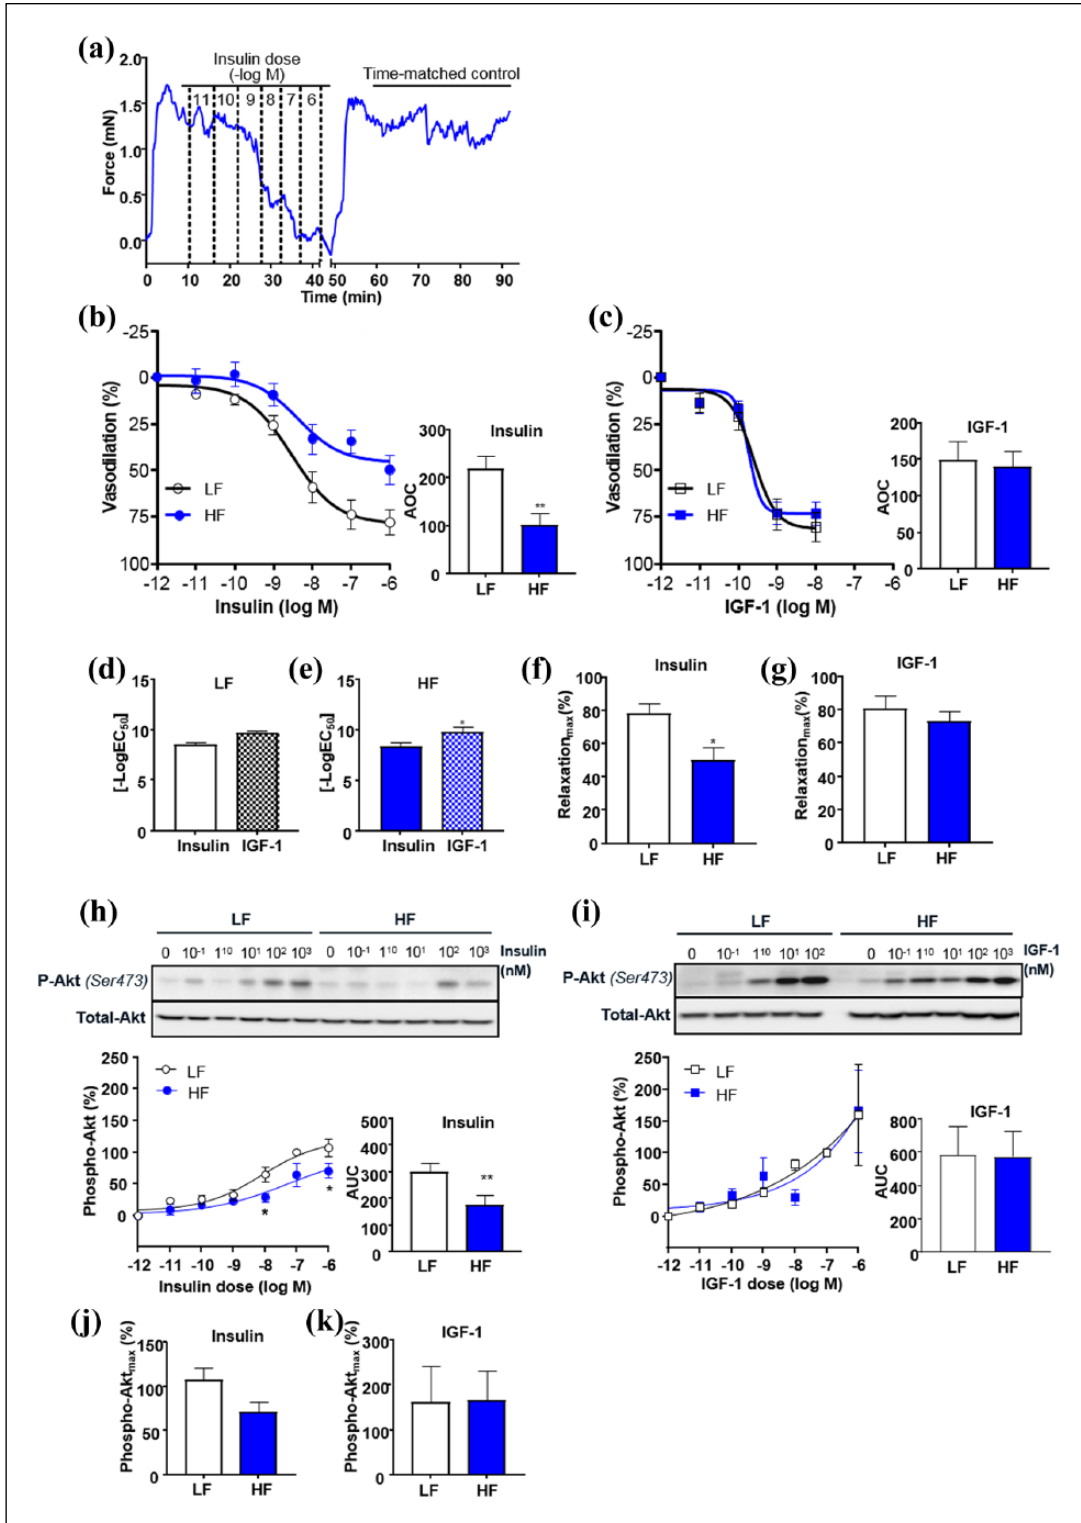 (a)
Insulin dose
(-log M)
Time-matched control
11 10 9 8 7 6
Force (mN)
2.0
1.5
1.0
0.5
0.0
0 10 20 30 40 50 60 70 80 90
Time (min)
(b)
Vasodilation (%)
-25
0
25
50
75
100
LF
HF
-12 -11 -10 -9 -8 -7 -6
Insulin (log M)
Insulin
AOC
300
200
100
0
**
LF HF
(c)
Vasodilation (%)
-25
0
25
50
75
100
LF
HF
-12 -11 -10 -9 -8 -7 -6
IGF-1 (log M)
IGF-1
AOC
200
150
100
50
0
LF HF
(d)
LF
[-LogEC50]
15
10
5
0
Insulin IGF-1
(e)
HF
[-LogEC50]
15
10
5
0
*
Insulin IGF-1
(f)
Insulin
Relaxationmax(%)
100
80
60
40
20
0
*
LF HF
(g)
IGF-1
Relaxationmax(%)
100
80
60
40
20
0
LF HF
(h)
LF HF
0 10-1 110 101 102 103 0 10-1 110 101 102 103 Insulin
(nM)
P-Akt (Ser473)
Total-Akt
Phospho-Akt (%)
250
200
150
100
50
0
LF
HF
*
*
-12 -11 -10 -9 -8 -7 -6
Insulin dose (log M)
Insulin
AUC
500
400
300
200
100
0
**
LF HF
(i)
LF HF
0 10-1 110 101 102 0 10-1 110 101 102 103 IGF-1
(nM)
P-Akt (Ser473)
Total-Akt
Phospho-Akt (%)
250
200
150
100
50
0
LF
HF
-12 -11 -10 -9 -8 -7 -6
IGF-1 dose (log M)
IGF-1
AUC
800
600
400
200
0
LF HF
(j)
Insulin
Phospho-Aktmax (%)
150
100
50
0
LF HF
(k)
IGF-1
Phospho-Aktmax (%)
300
200
100
0
LF HF